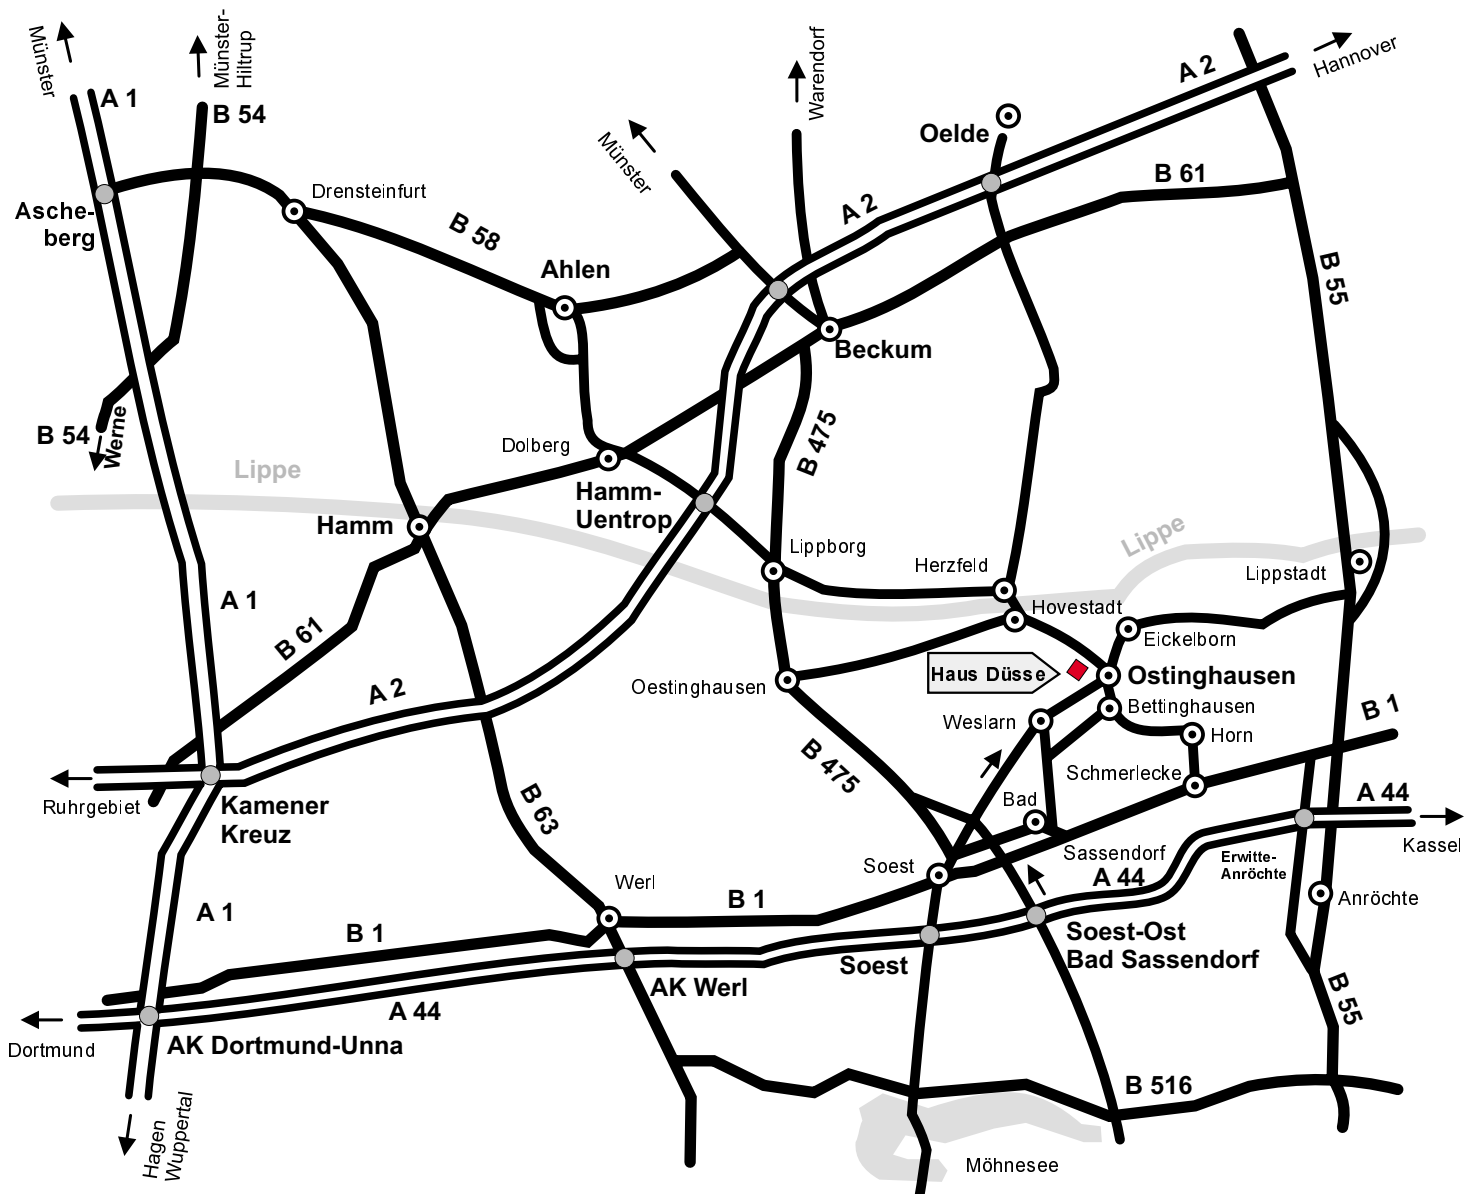 Münster
Münster-
Hiltrup
A 1
B 54
Warendorf
Münster
Hannover
A 2
Oelde
B 61
Asche-
berg
Drensteinfurt
B 58
A 2
Ahlen
B 55
Beckum
B 54
Werne
B 475
Dolberg
Lippe
Hamm-
Uentrop
Hamm
Lippe
Lippborg
Herzfeld
Lippstadt
A 1
Hovestadt
B 61
Eickelborn
Haus Düsse
Ostinghausen
Oestinghausen
A 2
Bettinghausen
B 1
Weslarn
Horn
B 475
Schmerlecke
Ruhrgebiet
Kamener
Kreuz
B 63
Bad
A 44
Kassel
Sassendorf
Erwitte-
Anröchte
Soest
A 44
Werl
B 1
Anröchte
A 1
B 1
Soest-Ost
Bad Sassendorf
Soest
AK Werl
B 55
A 44
Dortmund
AK Dortmund-Unna
B 516
Hagen
Wuppertal
Möhnesee